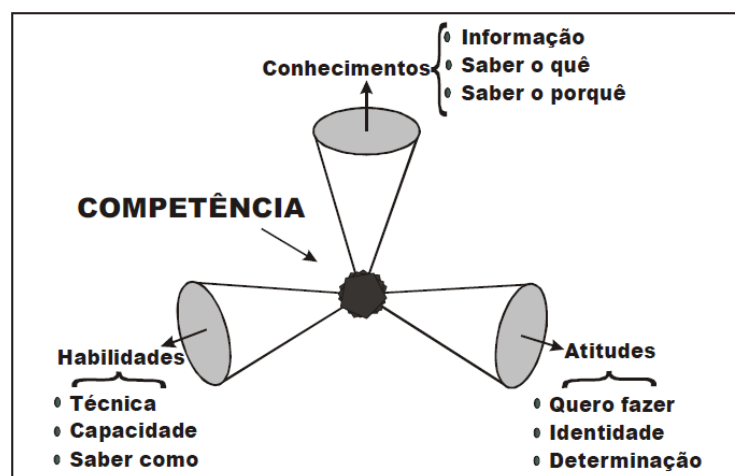 Conhecimentos
Informação
Saber o quê
Saber o porquê
COMPETÊNCIA
Habilidades
Técnica
Capacidade
Saber como
Atitudes
Quero fazer
Identidade
Determinação